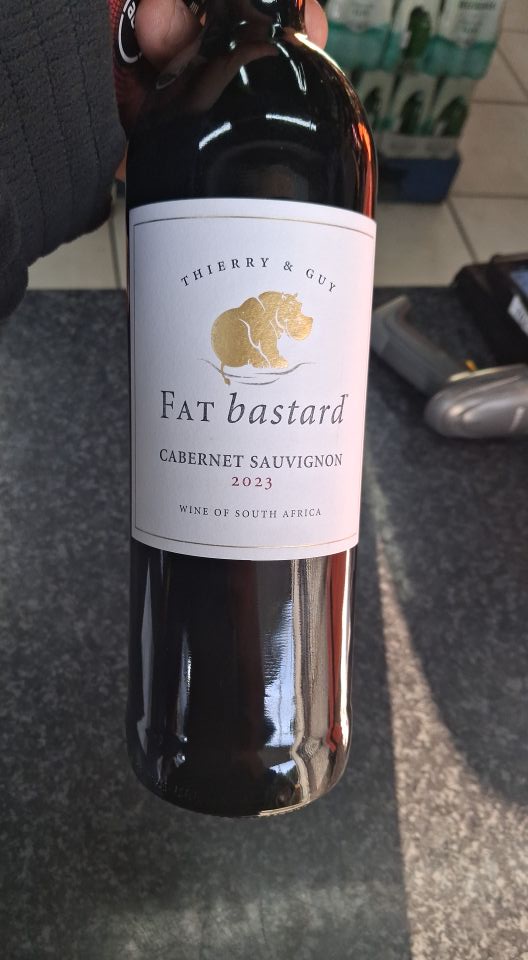 THIERRY & GUY
FAT bastard
CABERNET SAUVIGNON
2023
WINE OF SOUTH AFRICA